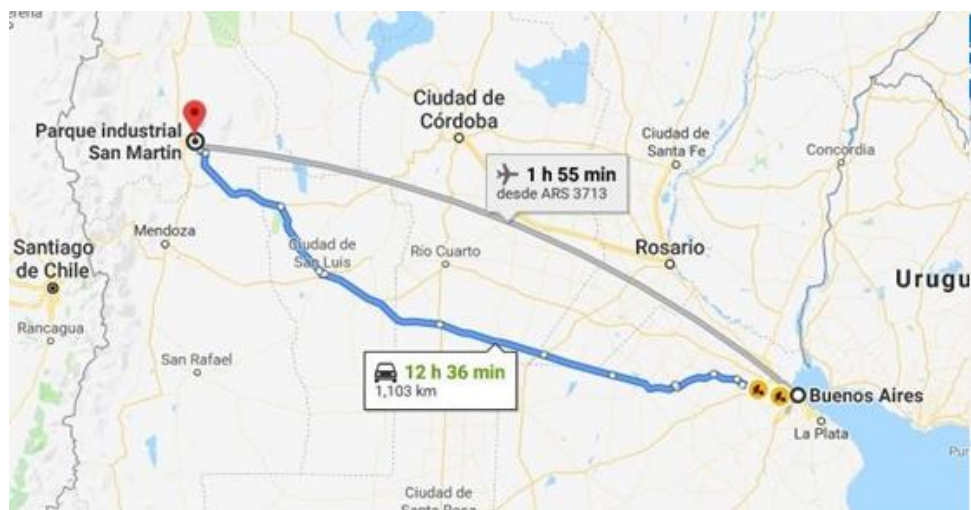 Ciudad de
Córdoba
Parque industrial
San Martín
Ciudad de
Santa Fe
Concordia
1 h 55 min
desde ARS 3713
Mendoza
Santiago
de Chile
Ciudad de
San Luis
Río Cuarto
Rosario
Urugu
Rancagua
San Rafael
12 h 36 min
1,103 km
Buenos Aires
La Plata
Ciudad de